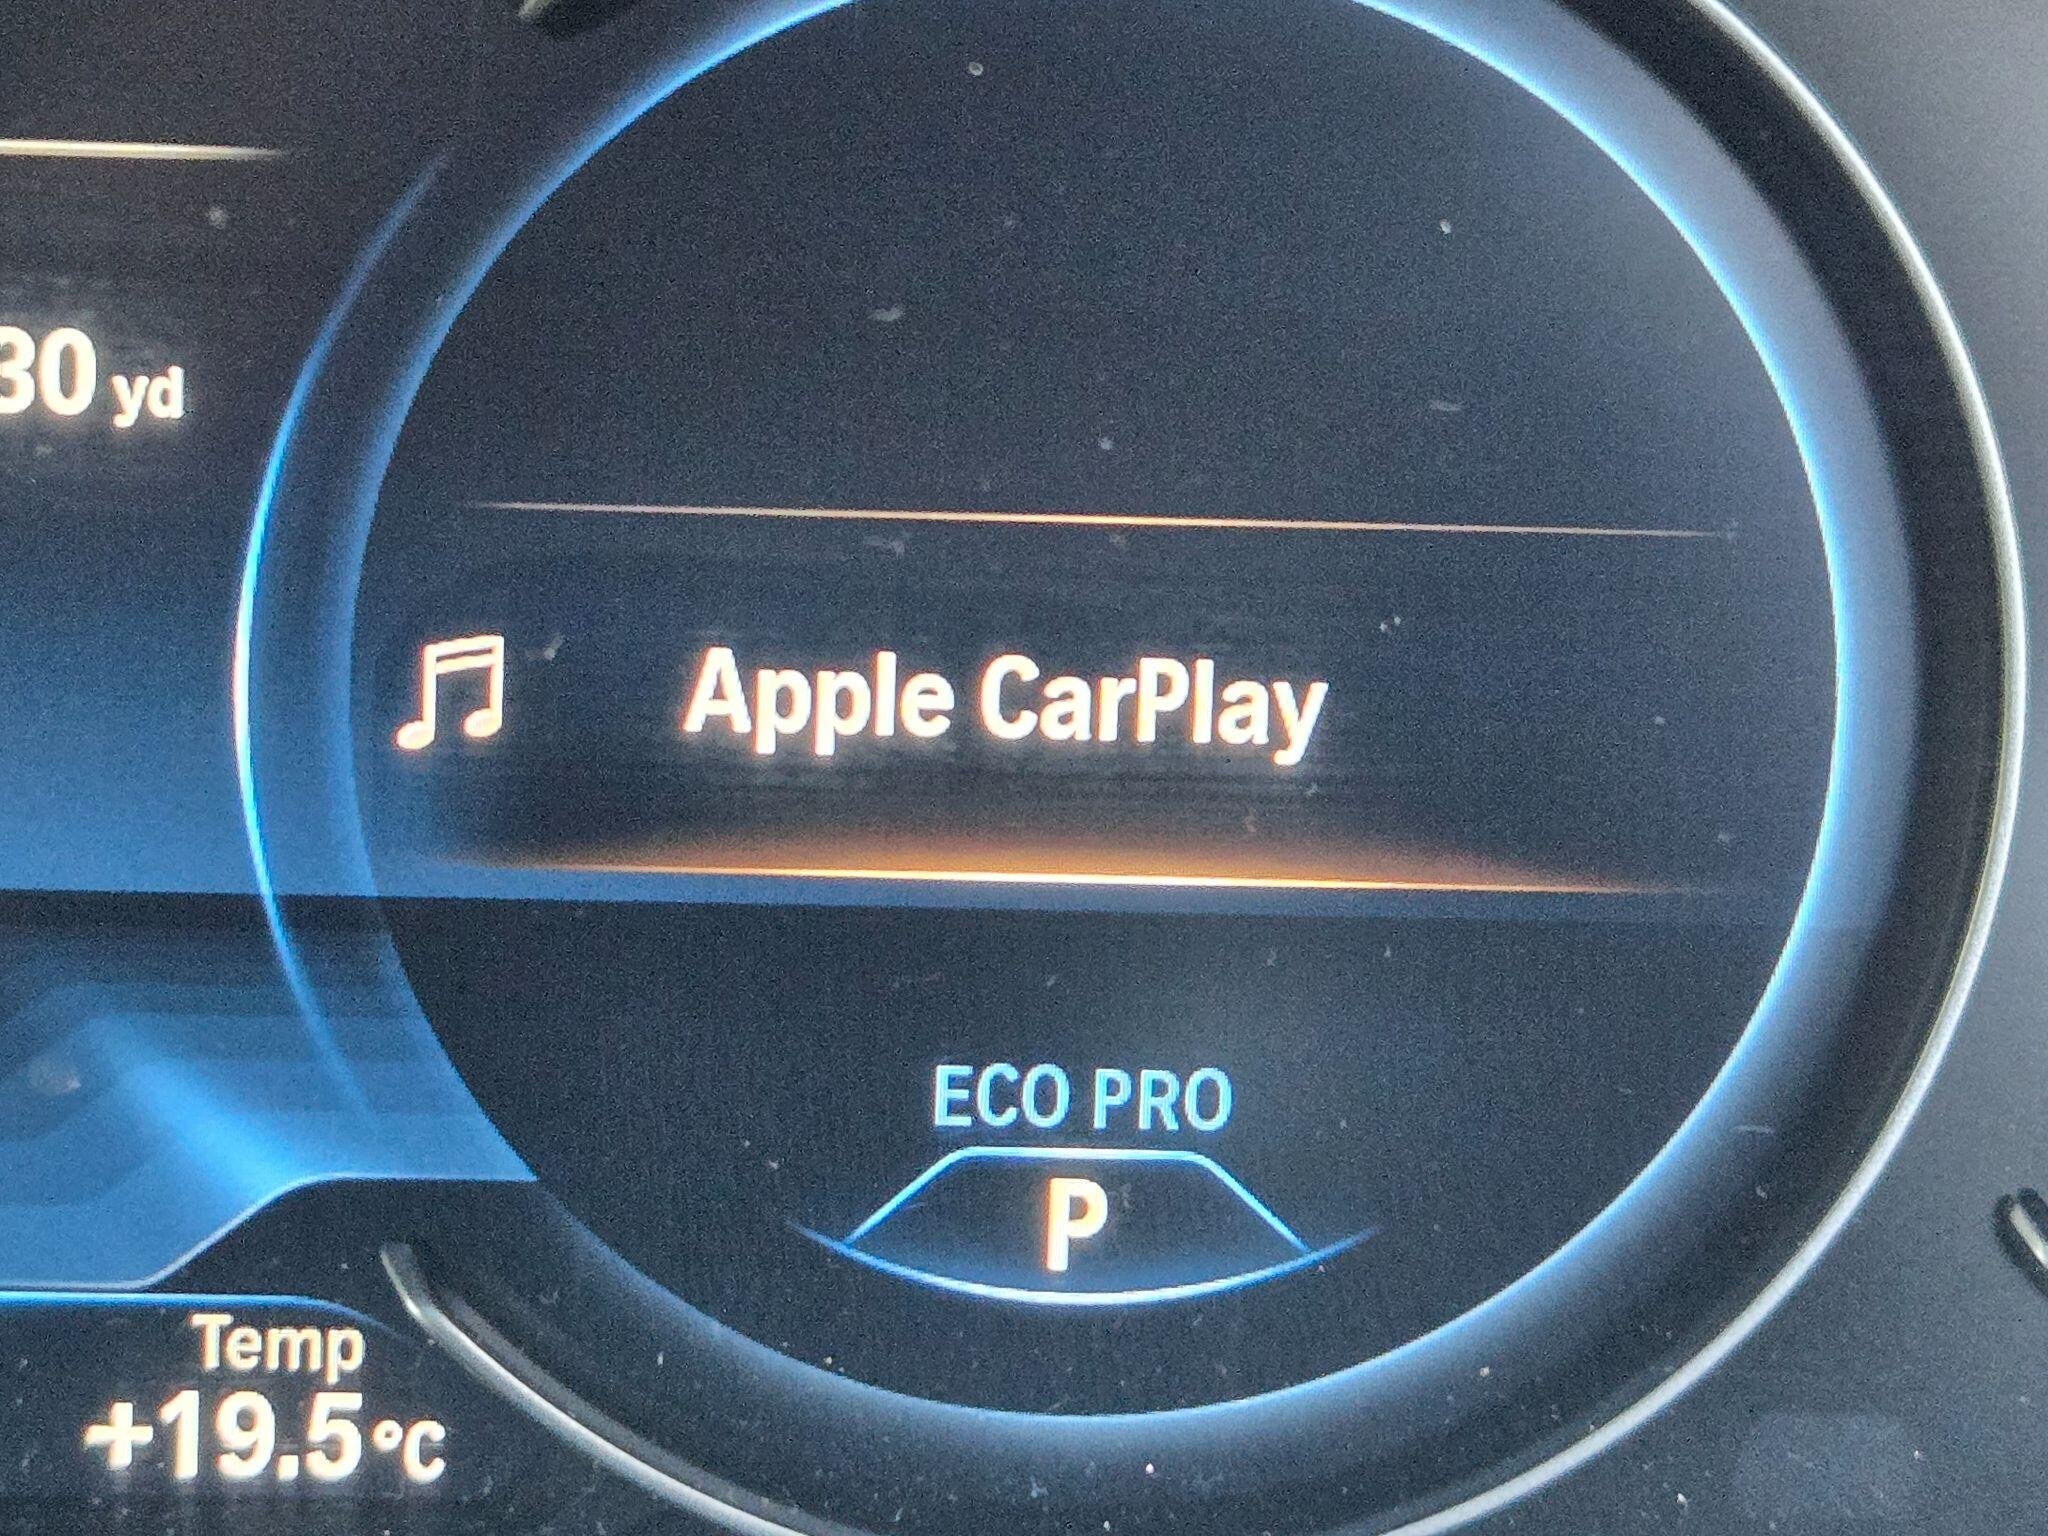 30 yd
Apple CarPlay
ECO PRO
P
Temp
+19.5°C